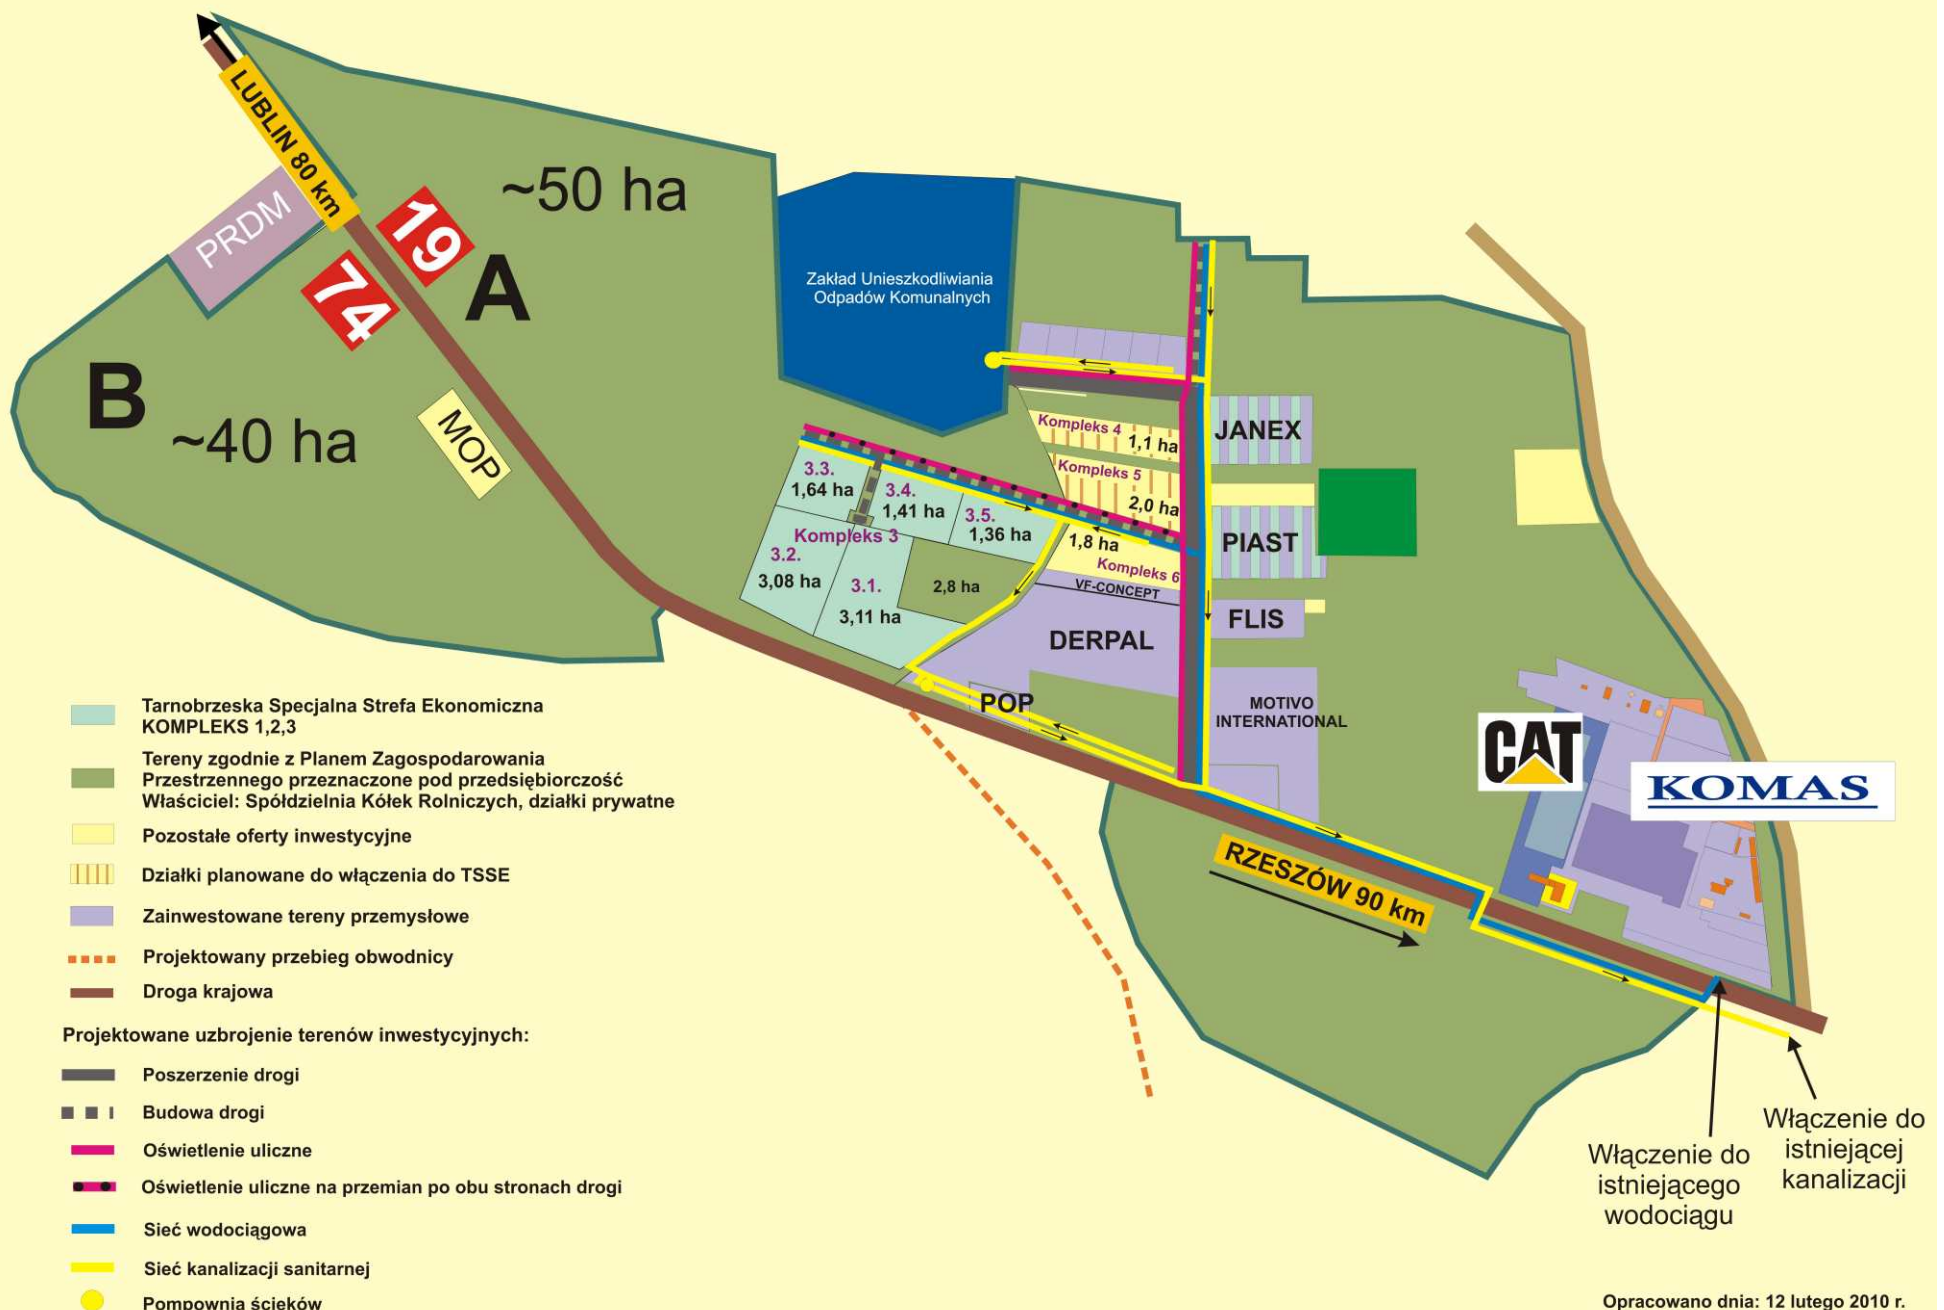 LUBLIN 80 km
PRDM
19
74
A
~50 ha
B
~40 ha
MOP
Zakład Unieszkodliwiania
Odpadów Komunalnych
Kompleks 4
1,1 ha
Kompleks 5
2,0 ha
JANEX
PIAST
FLIS
3.3.
1,64 ha
3.4.
1,41 ha
3.5.
1,36 ha
Kompleks 3
3.2.
3,08 ha
3.1.
3,11 ha
2,8 ha
1,8 ha
Kompleks 6
VF-CONCEPT
DERPAL
POP
MOTIVO
INTERNATIONAL
CAT
KOMAS
RZESZÓW 90 km
Tarnobrzeska Specjalna Strefa Ekonomiczna
KOMPLEKS 1,2,3
Tereny zgodnie z Planem Zagospodarowania
Przestrzennego przeznaczone pod przedsiębiorczość
Właściciel: Spółdzielnia Kółek Rolniczych, działki prywatne
Pozostałe oferty inwestycyjne
Działki planowane do włączenia do TSSE
Zainwestowane tereny przemysłowe
Projektowany przebieg obwodnicy
Droga krajowa
Projektowane uzbrojenie terenów inwestycyjnych:
Poszerzenie drogi
Budowa drogi
Oświetlenie uliczne
Oświetlenie uliczne na przemian po obu stronach drogi
Sieć wodociągowa
Sieć kanalizacji sanitarnej
Pompownia ścieków
Włączenie do
istniejącego
wodociągu
Włączenie do
istniejącej
kanalizacji
Opracowano dnia: 12 lutego 2010 r.